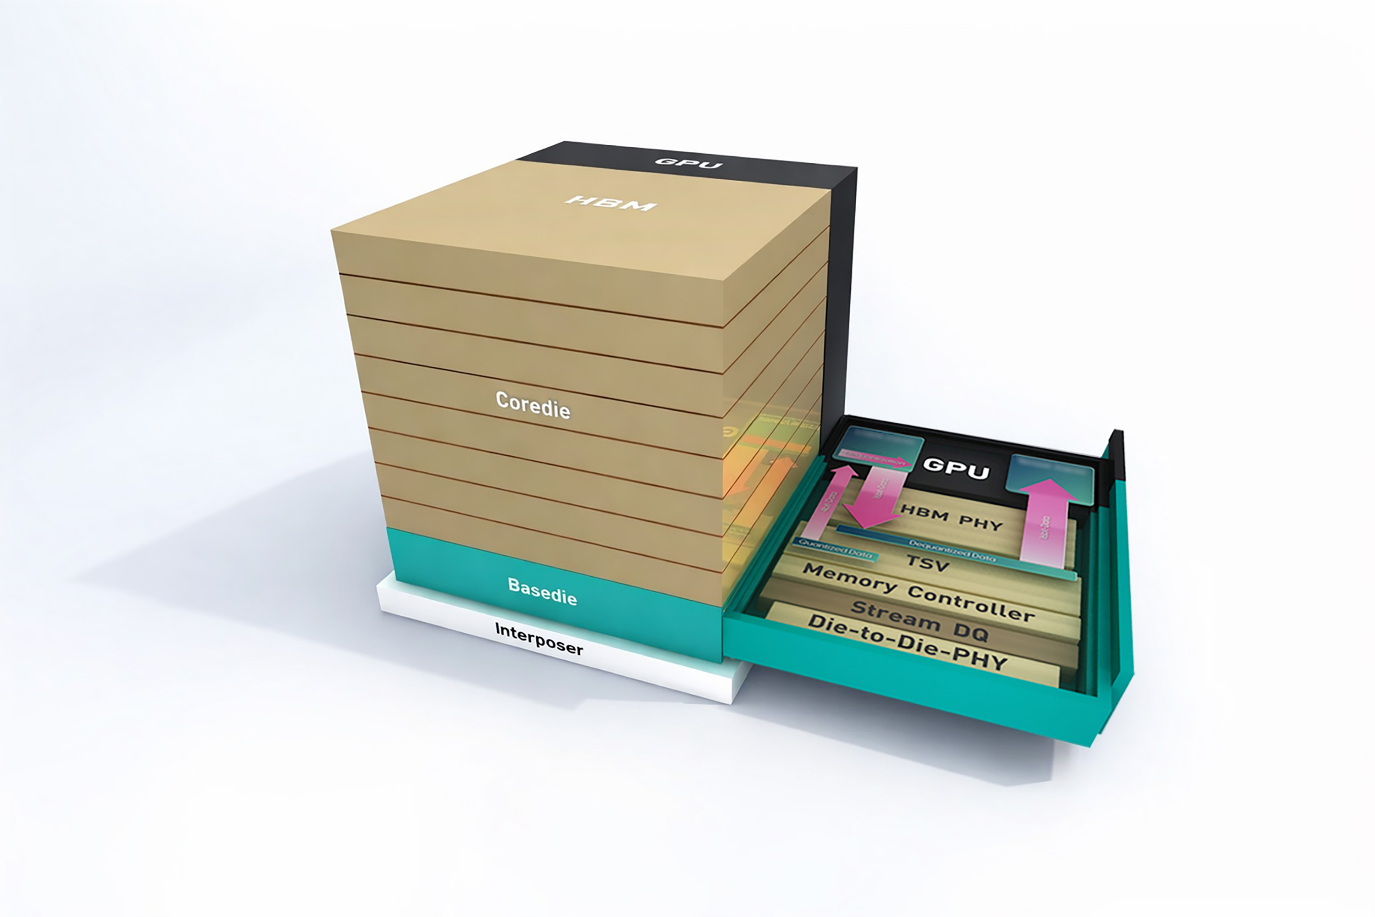 GPU
HBM
Coredie
Basedie
Interposer
GPU
HBM PHY
Quantized Data
Dequantized Data
TSV
Memory Controller
Stream DQ
Die-to-Die-PHY